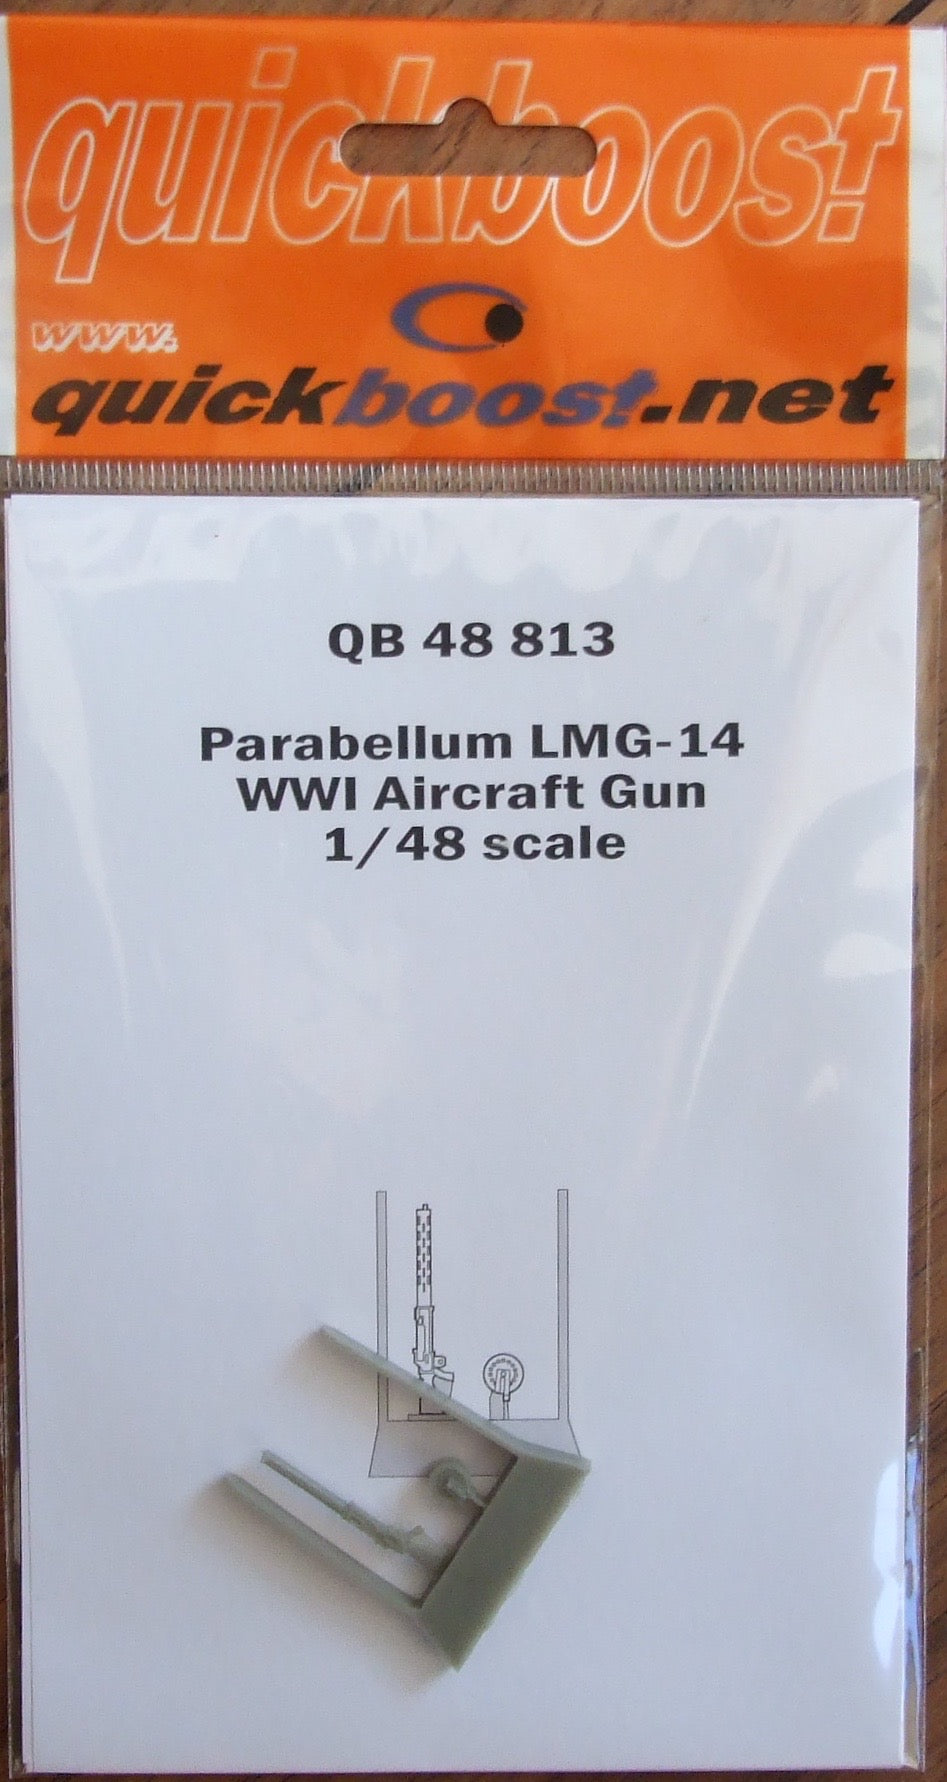 quickboost
www.
quickboost.net
QB 48 813
Parabellum LMG-14
WWI Aircraft Gun
1/48 scale